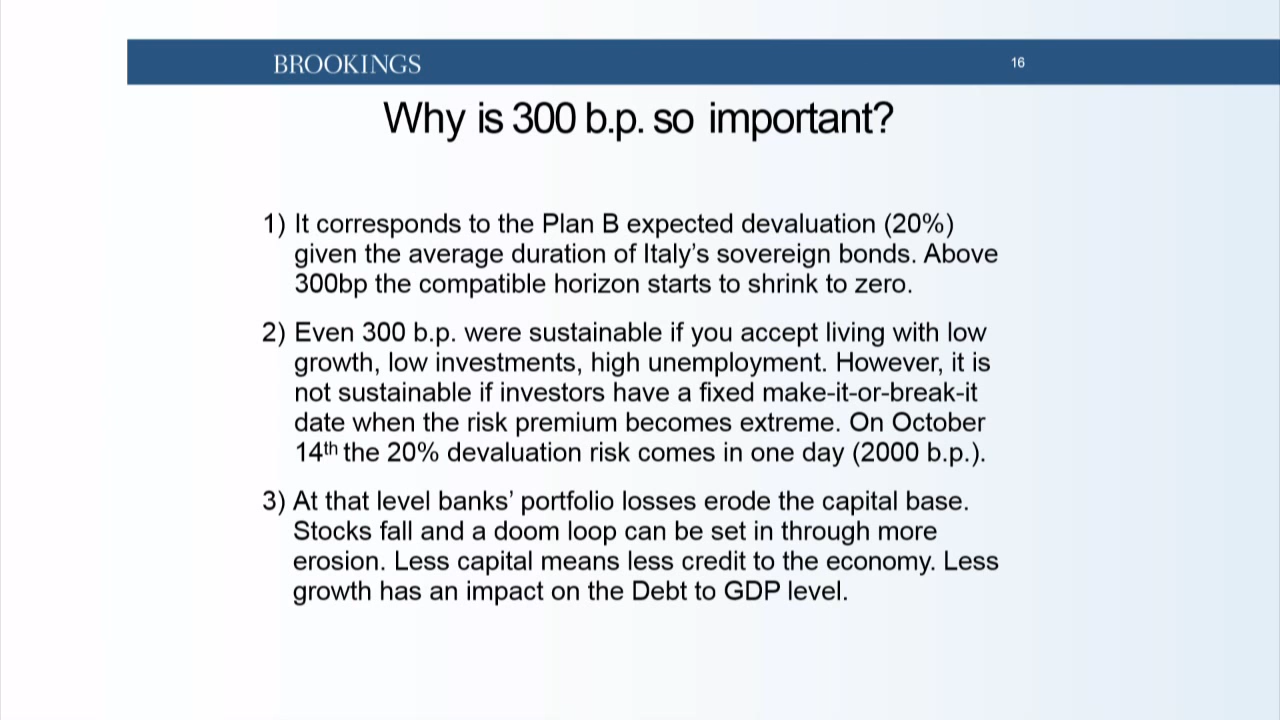 BROOKINGS
16
Why is 300 b.p. so important?
1) It corresponds to the Plan B expected devaluation (20%)
given the average duration of Italy’s sovereign bonds. Above
300bp the compatible horizon starts to shrink to zero.
2) Even 300 b.p. were sustainable if you accept living with low
growth, low investments, high unemployment. However, it is
not sustainable if investors have a fixed make-it-or-break-it
date when the risk premium becomes extreme. On October
14th the 20% devaluation risk comes in one day (2000 b.p.).
3) At that level banks’ portfolio losses erode the capital base.
Stocks fall and a doom loop can be set in through more
erosion. Less capital means less credit to the economy. Less
growth has an impact on the Debt to GDP level.